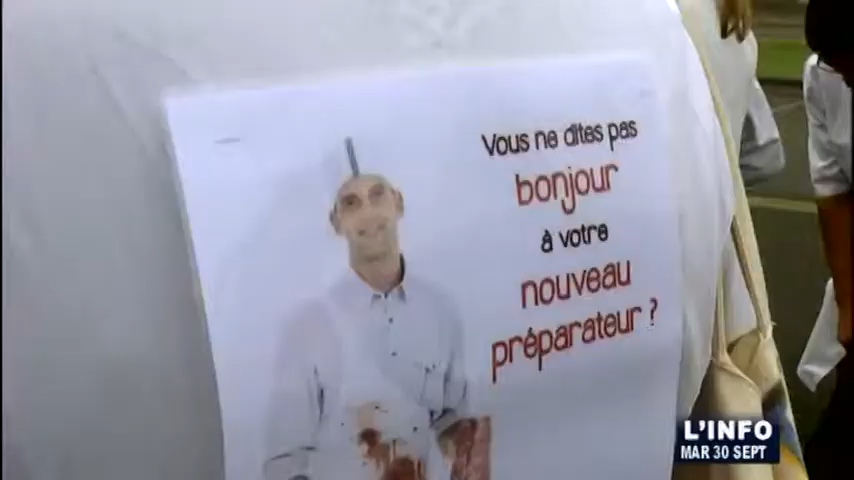 Vous ne dites pas
bonjour
à votre
nouveau
préparateur ?
L'INFO
MAR 30 SEPT